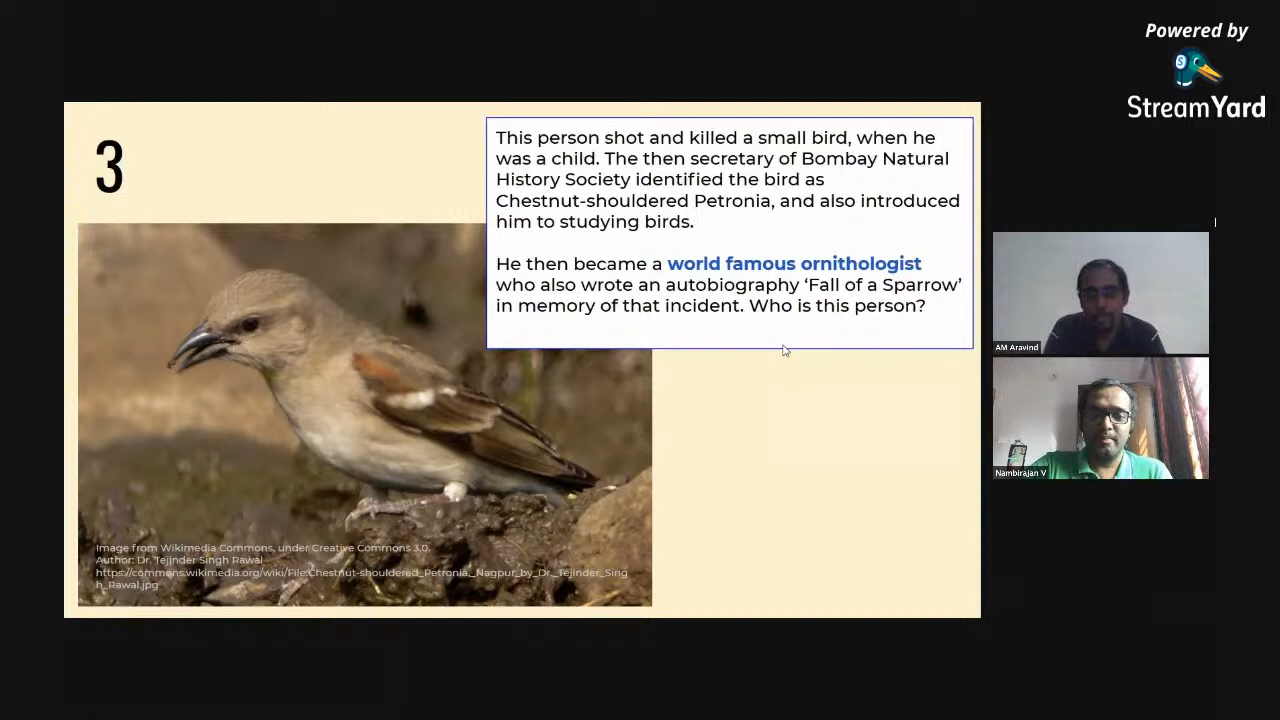 Powered by
S
StreamYard
3
This person shot and killed a small bird, when he
was a child. The then secretary of Bombay Natural
History Society identified the bird as
Chestnut-shouldered Petronia, and also introduced
him to studying birds.
He then became a world famous ornithologist
who also wrote an autobiography ‘Fall of a Sparrow’
in memory of that incident. Who is this person?
Image from Wikimedia Commons, under Creative Commons 3.0.
Author: Dr. Tejinder Singh Rawal
https://commons.wikimedia.org/wiki/File:Chestnut-shouldered_Petronia,_Nagpur_by_Dr._Tejinder_Sing
h_Rawal.jpg
AM Aravind
Nambirajan V